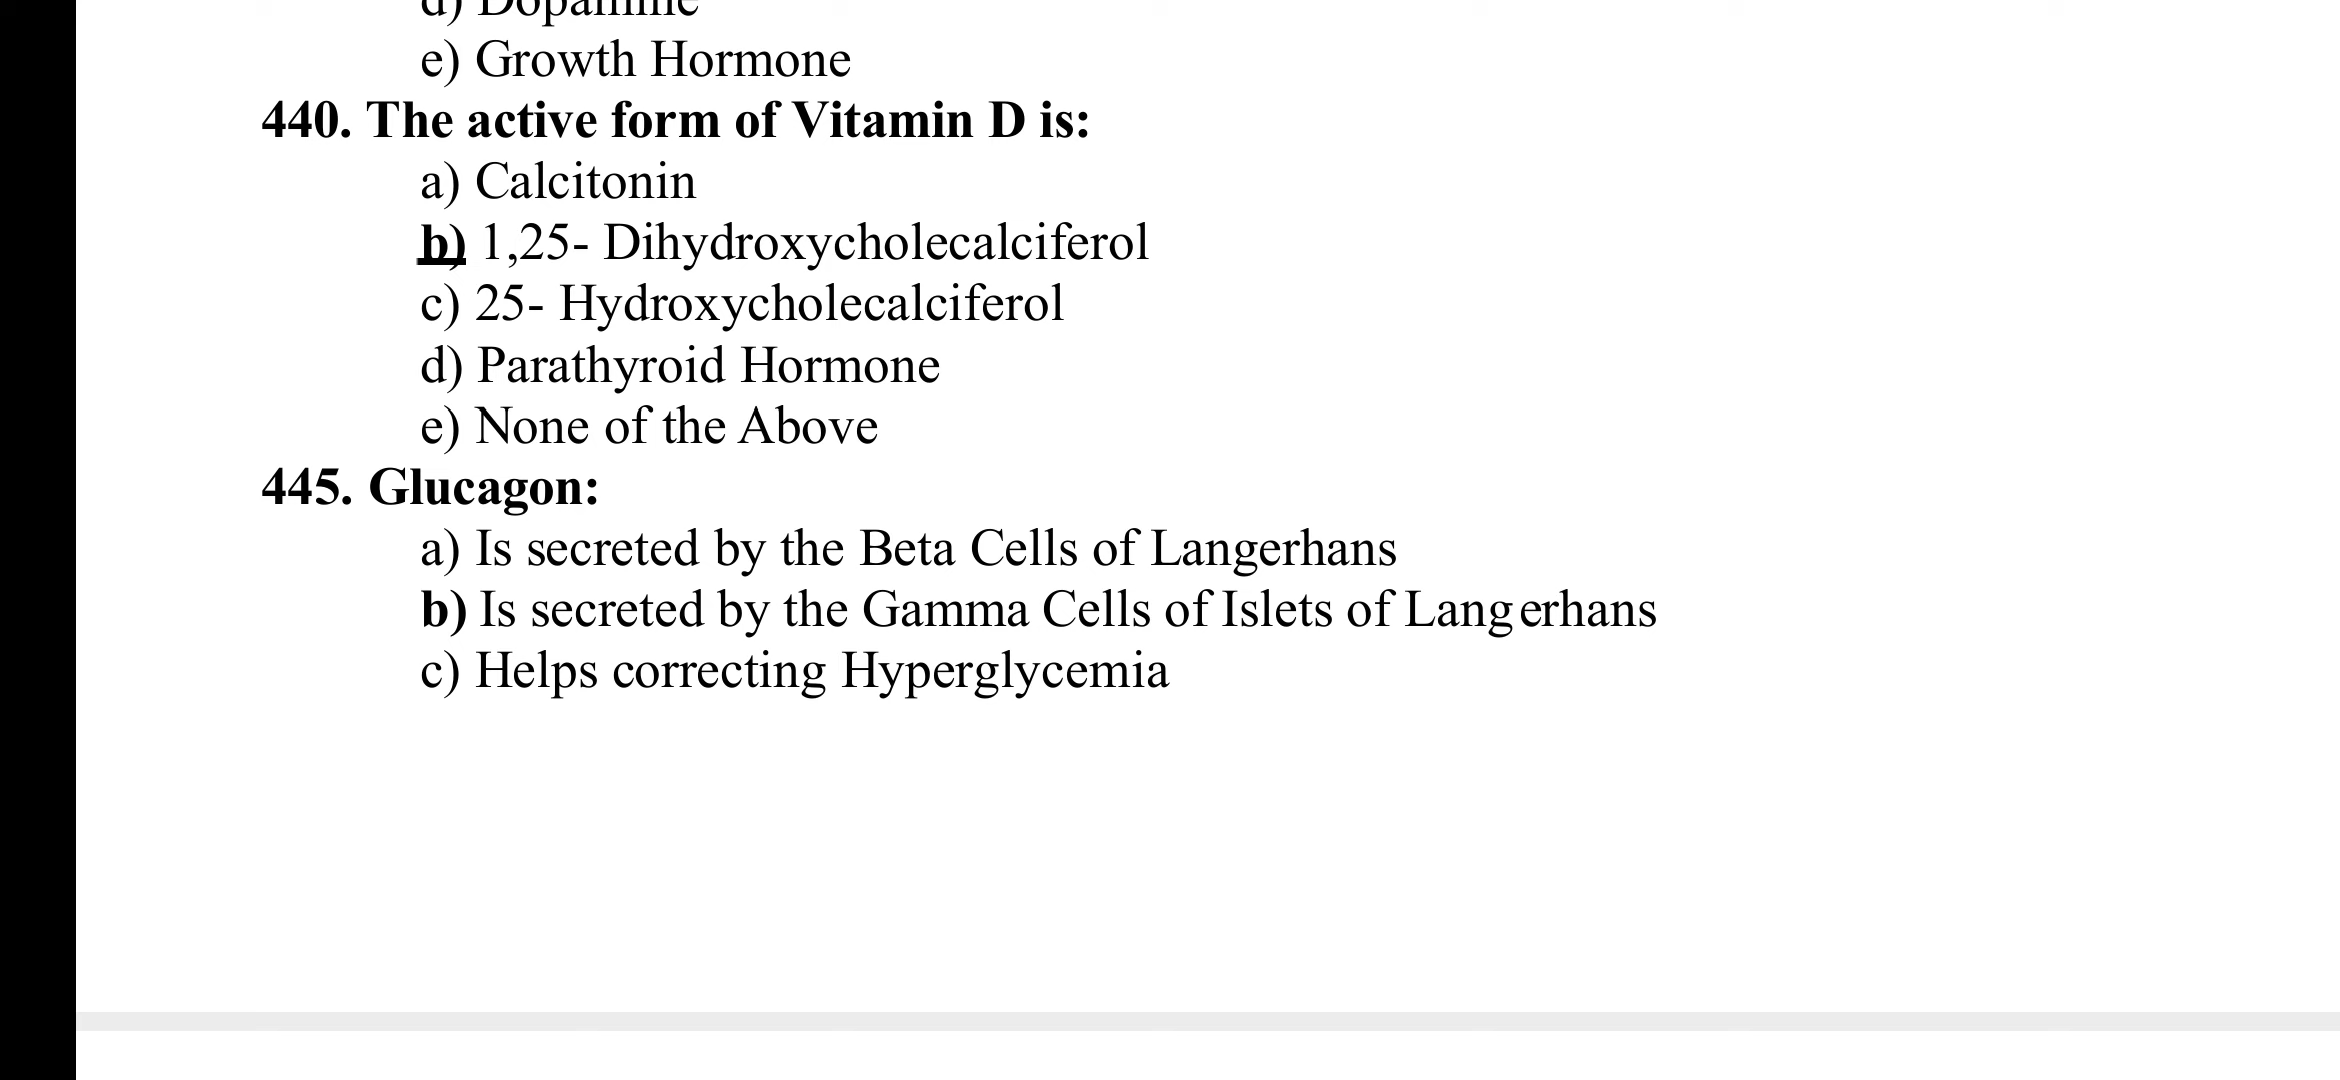 d) Dopamine
e) Growth Hormone
440. The active form of Vitamin D is:
a) Calcitonin
b) 1,25- Dihydroxycholecalciferol
c) 25- Hydroxycholecalciferol
d) Parathyroid Hormone
e) None of the Above
445. Glucagon:
a) Is secreted by the Beta Cells of Langerhans
b) Is secreted by the Gamma Cells of Islets of Langerhans
c) Helps correcting Hyperglycemia